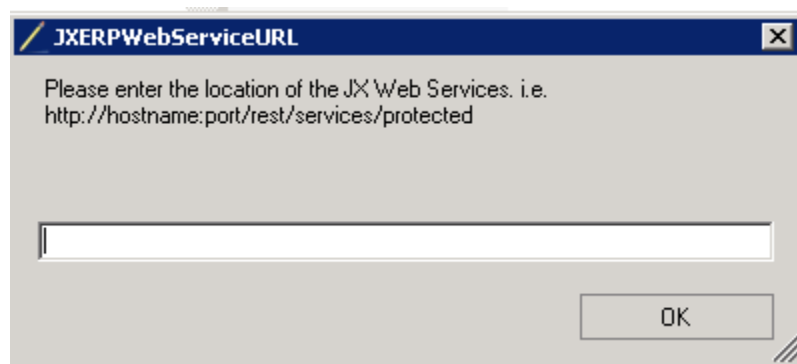 JXERPWebServiceURL
Please enter the location of the JX Web Services. i.e.
http://hostname:port/rest/services/protected
OK